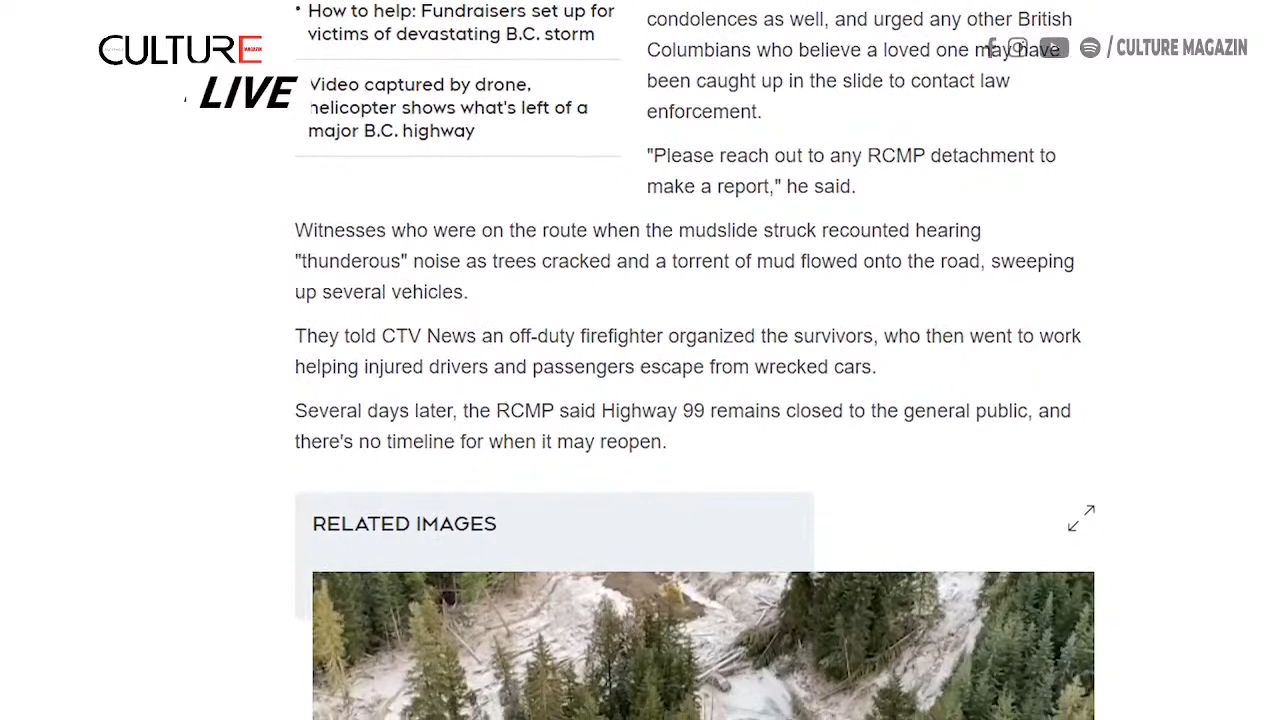 CULTURE
MAGAZIN
LIVE
/ CULTURE MAGAZIN
• How to help: Fundraisers set up for
victims of devastating B.C. storm
Video captured by drone,
helicopter shows what's left of a
major B.C. highway
condolences as well, and urged any other British
Columbians who believe a loved one may have
been caught up in the slide to contact law
enforcement.
"Please reach out to any RCMP detachment to
make a report," he said.
Witnesses who were on the route when the mudslide struck recounted hearing
"thunderous" noise as trees cracked and a torrent of mud flowed onto the road, sweeping
up several vehicles.
They told CTV News an off-duty firefighter organized the survivors, who then went to work
helping injured drivers and passengers escape from wrecked cars.
Several days later, the RCMP said Highway 99 remains closed to the general public, and
there's no timeline for when it may reopen.
RELATED IMAGES